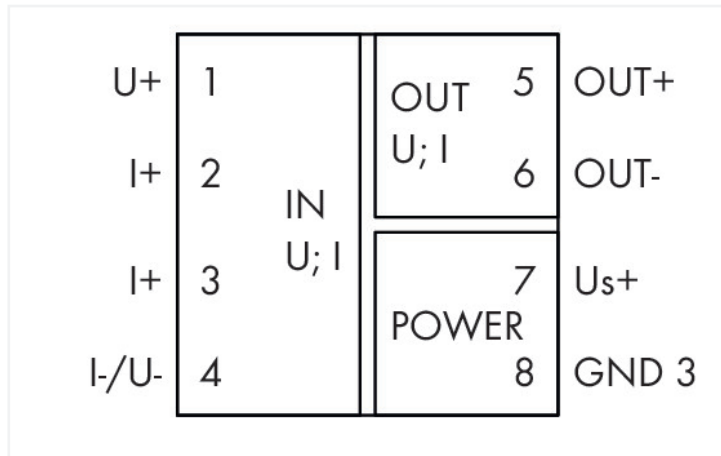 U+ 1 5 OUT+
OUT
U; I
I+ 2 6 OUT-
IN
U; I
I+ 3 7 Us+
POWER
I-/U- 4 8 GND 3